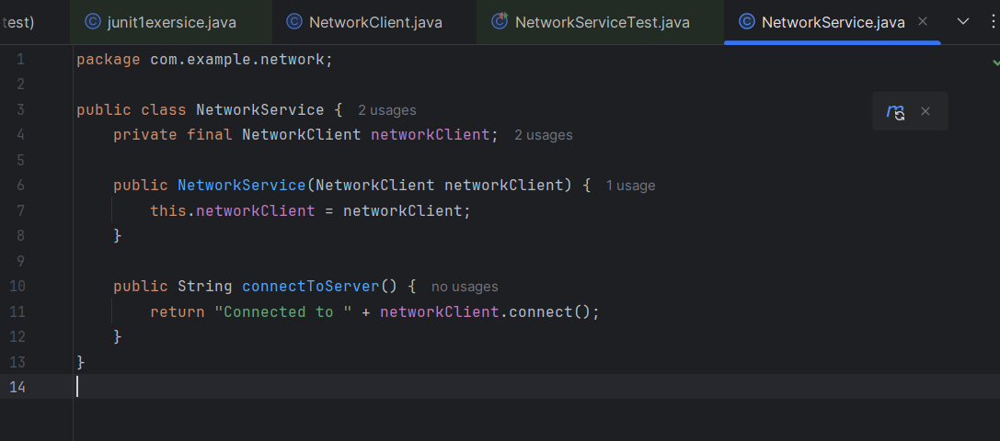 test) junit1exersice.java NetworkClient.java NetworkServiceTest.java NetworkService.java
1 package com.example.network;
2
3 public class NetworkService { 2 usages
4 private final NetworkClient networkClient; 2 usages
5
6 public NetworkService(NetworkClient networkClient) { 1 usage
7 this.networkClient = networkClient;
8 }
9
10 public String connectToServer() { no usages
11 return "Connected to " + networkClient.connect();
12 }
13 }
14